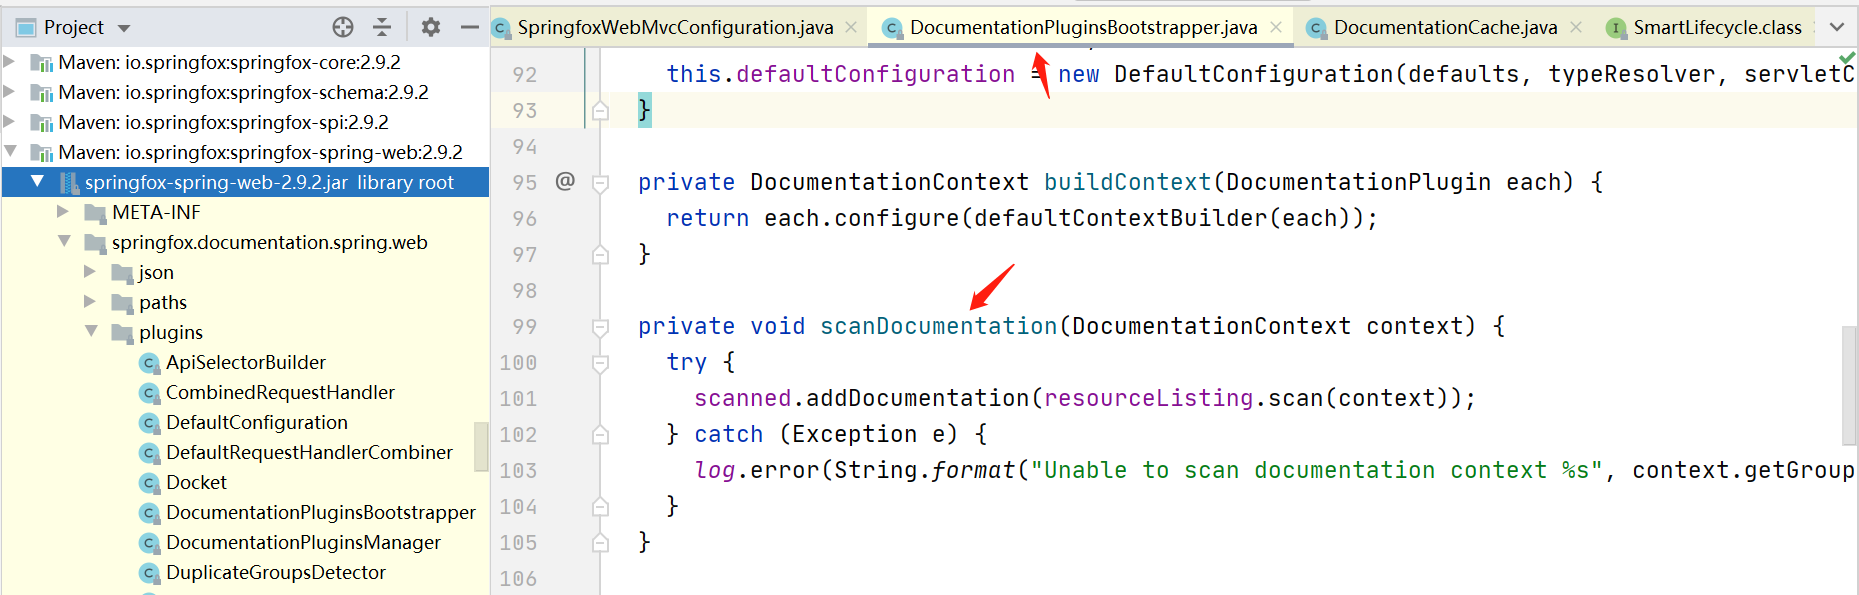 Project
SpringfoxWebMvcConfiguration.java
DocumentationPluginsBootstrapper.java
DocumentationCache.java
SmartLifecycle.class
Maven: io.springfox:springfox-core:2.9.2
Maven: io.springfox:springfox-schema:2.9.2
Maven: io.springfox:springfox-spi:2.9.2
Maven: io.springfox:springfox-spring-web:2.9.2
springfox-spring-web-2.9.2.jar library root
META-INF
springfox.documentation.spring.web
json
paths
plugins
ApiSelectorBuilder
CombinedRequestHandler
DefaultConfiguration
DefaultRequestHandlerCombiner
Docket
DocumentationPluginsBootstrapper
DocumentationPluginsManager
DuplicateGroupsDetector
92 this.defaultConfiguration = new DefaultConfiguration(defaults, typeResolver, servletC
93 }
94
95 @ private DocumentationContext buildContext(DocumentationPlugin each) {
96 return each.configure(defaultContextBuilder(each));
97 }
98
99 private void scanDocumentation(DocumentationContext context) {
100 try {
101 scanned.addDocumentation(resourceListing.scan(context));
102 } catch (Exception e) {
103 log.error(String.format("Unable to scan documentation context %s", context.getGroup
104 }
105 }
106